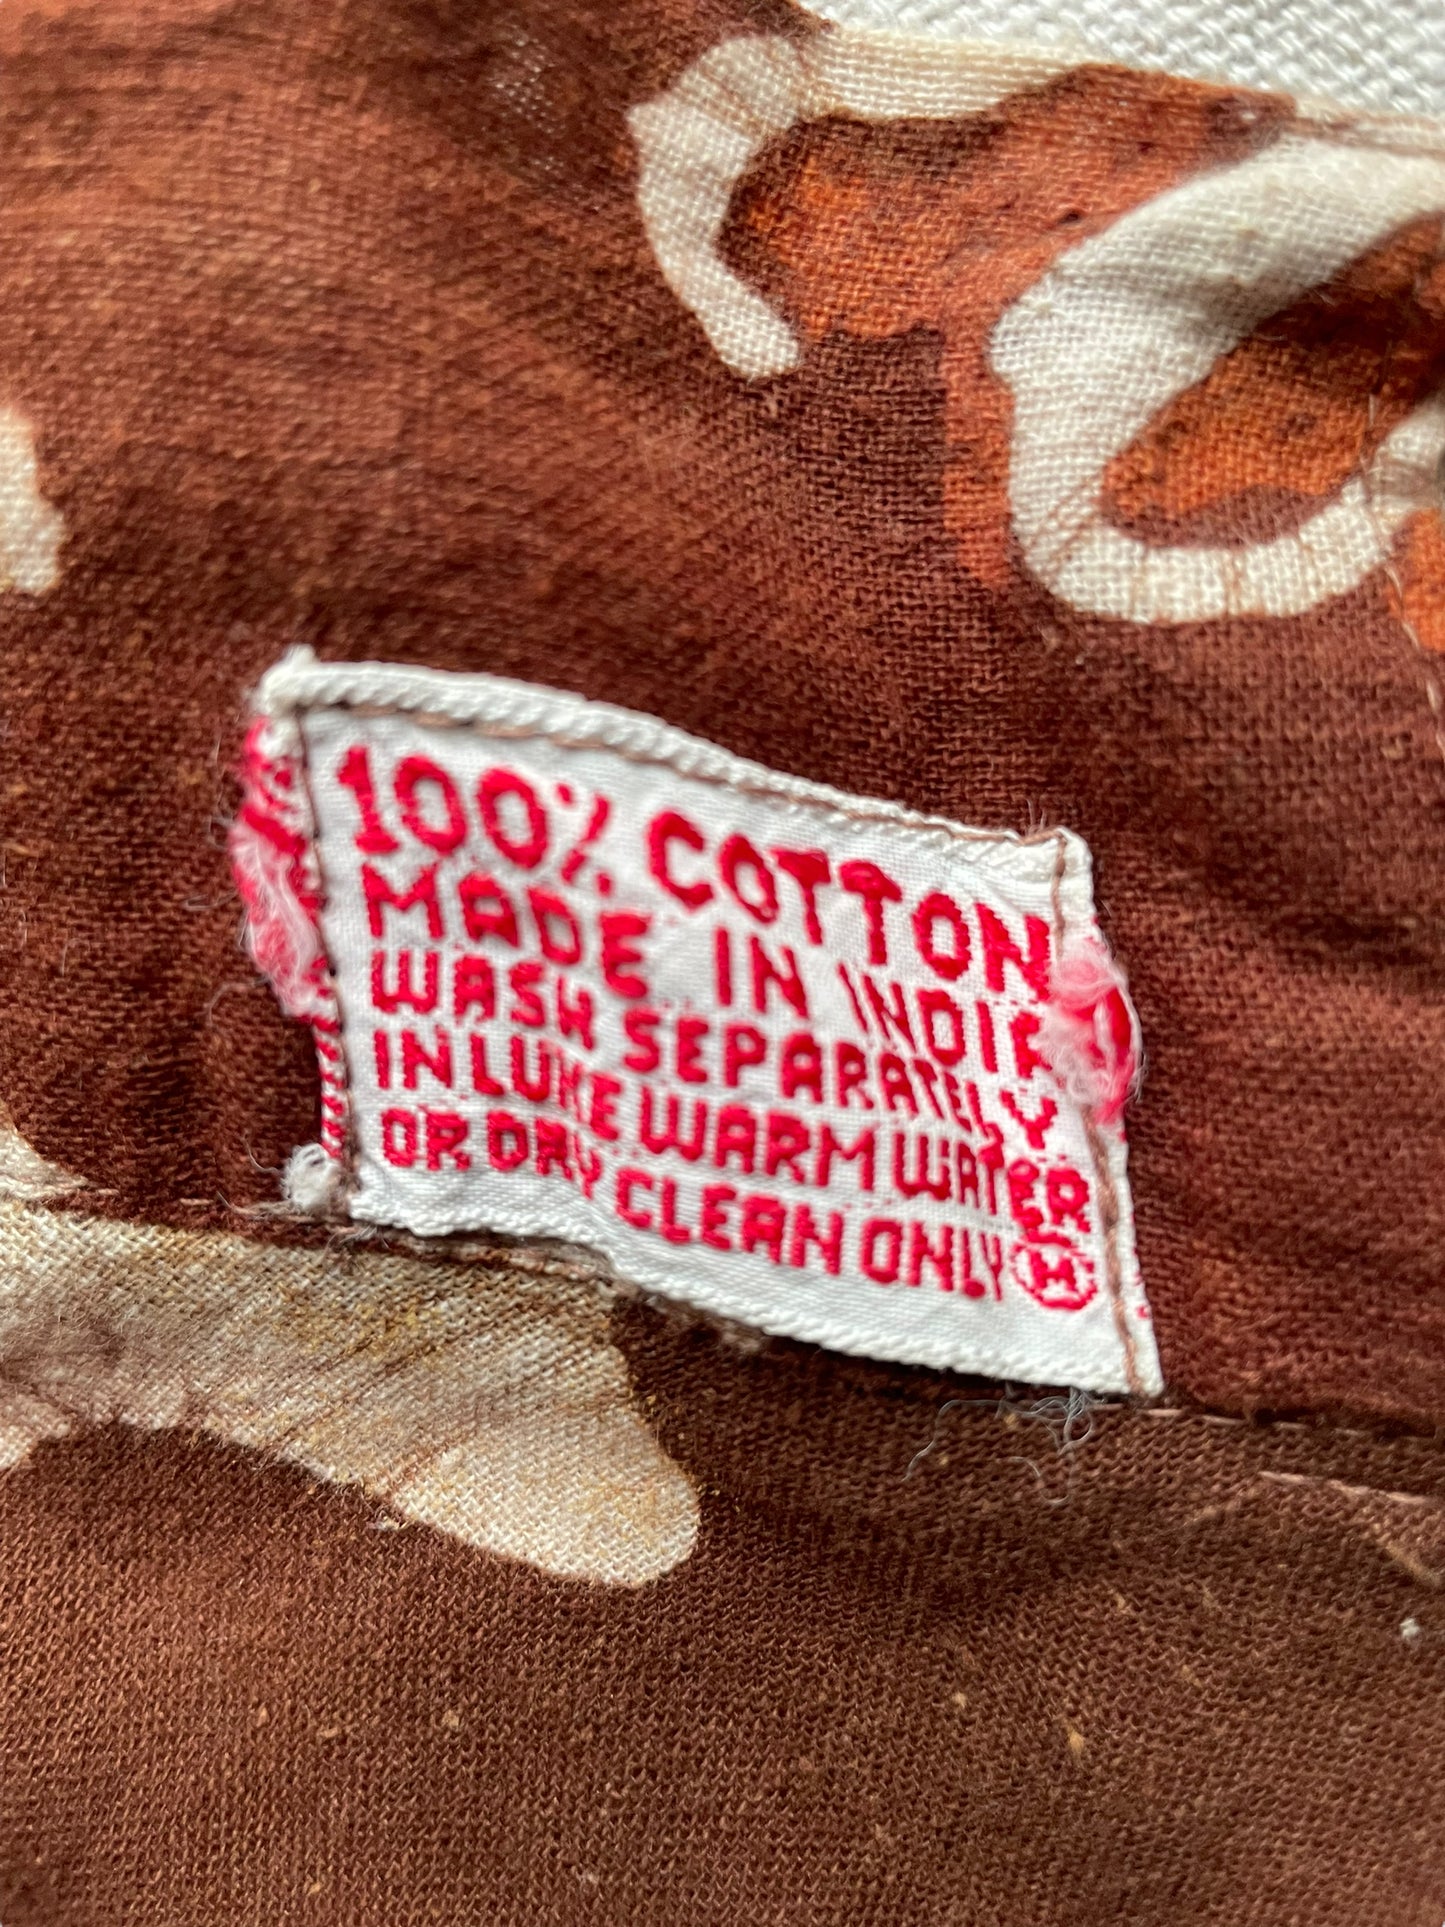 100% COTTON
MADE IN INDIA
WASH SEPARATELY
IN LUKE WARM WATER
OR DRY CLEAN ONLY